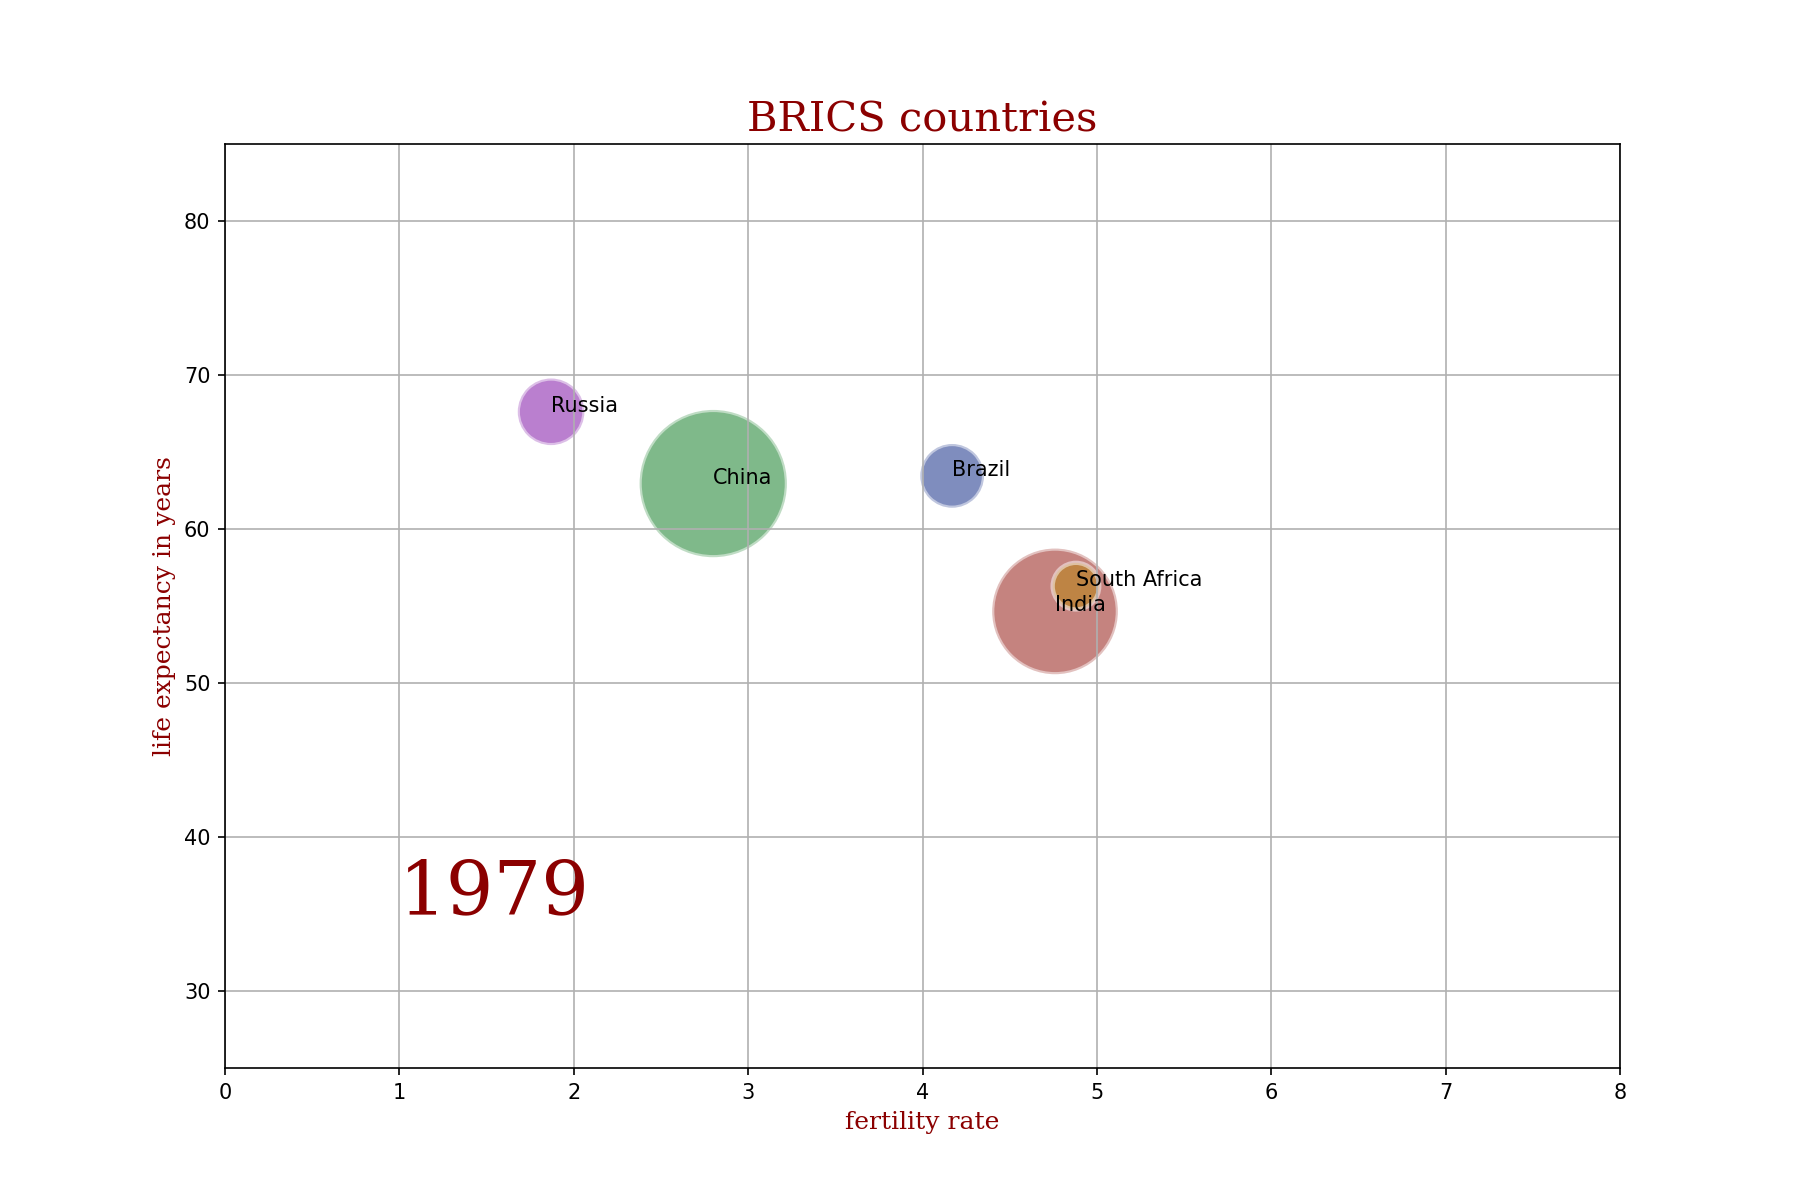 BRICS countries
life expectancy in years
80
70
60
50
40
30
Russia
China
Brazil
South Africa
India
1979
0 1 2 3 4 5 6 7 8
fertility rate